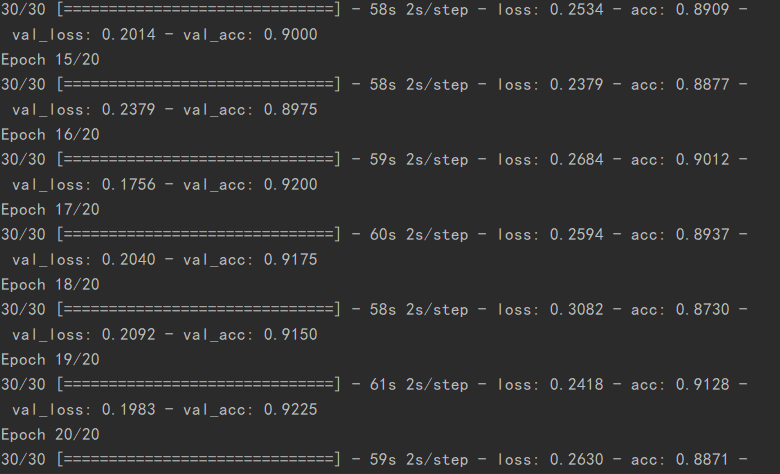 30/30 [==============================] - 58s 2s/step - loss: 0.2534 - acc: 0.8909 -
val_loss: 0.2014 - val_acc: 0.9000
Epoch 15/20
30/30 [==============================] - 58s 2s/step - loss: 0.2379 - acc: 0.8877 -
val_loss: 0.2379 - val_acc: 0.8975
Epoch 16/20
30/30 [==============================] - 59s 2s/step - loss: 0.2684 - acc: 0.9012 -
val_loss: 0.1756 - val_acc: 0.9200
Epoch 17/20
30/30 [==============================] - 60s 2s/step - loss: 0.2594 - acc: 0.8937 -
val_loss: 0.2040 - val_acc: 0.9175
Epoch 18/20
30/30 [==============================] - 58s 2s/step - loss: 0.3082 - acc: 0.8730 -
val_loss: 0.2092 - val_acc: 0.9150
Epoch 19/20
30/30 [==============================] - 61s 2s/step - loss: 0.2418 - acc: 0.9128 -
val_loss: 0.1983 - val_acc: 0.9225
Epoch 20/20
30/30 [==============================] - 59s 2s/step - loss: 0.2630 - acc: 0.8871 -